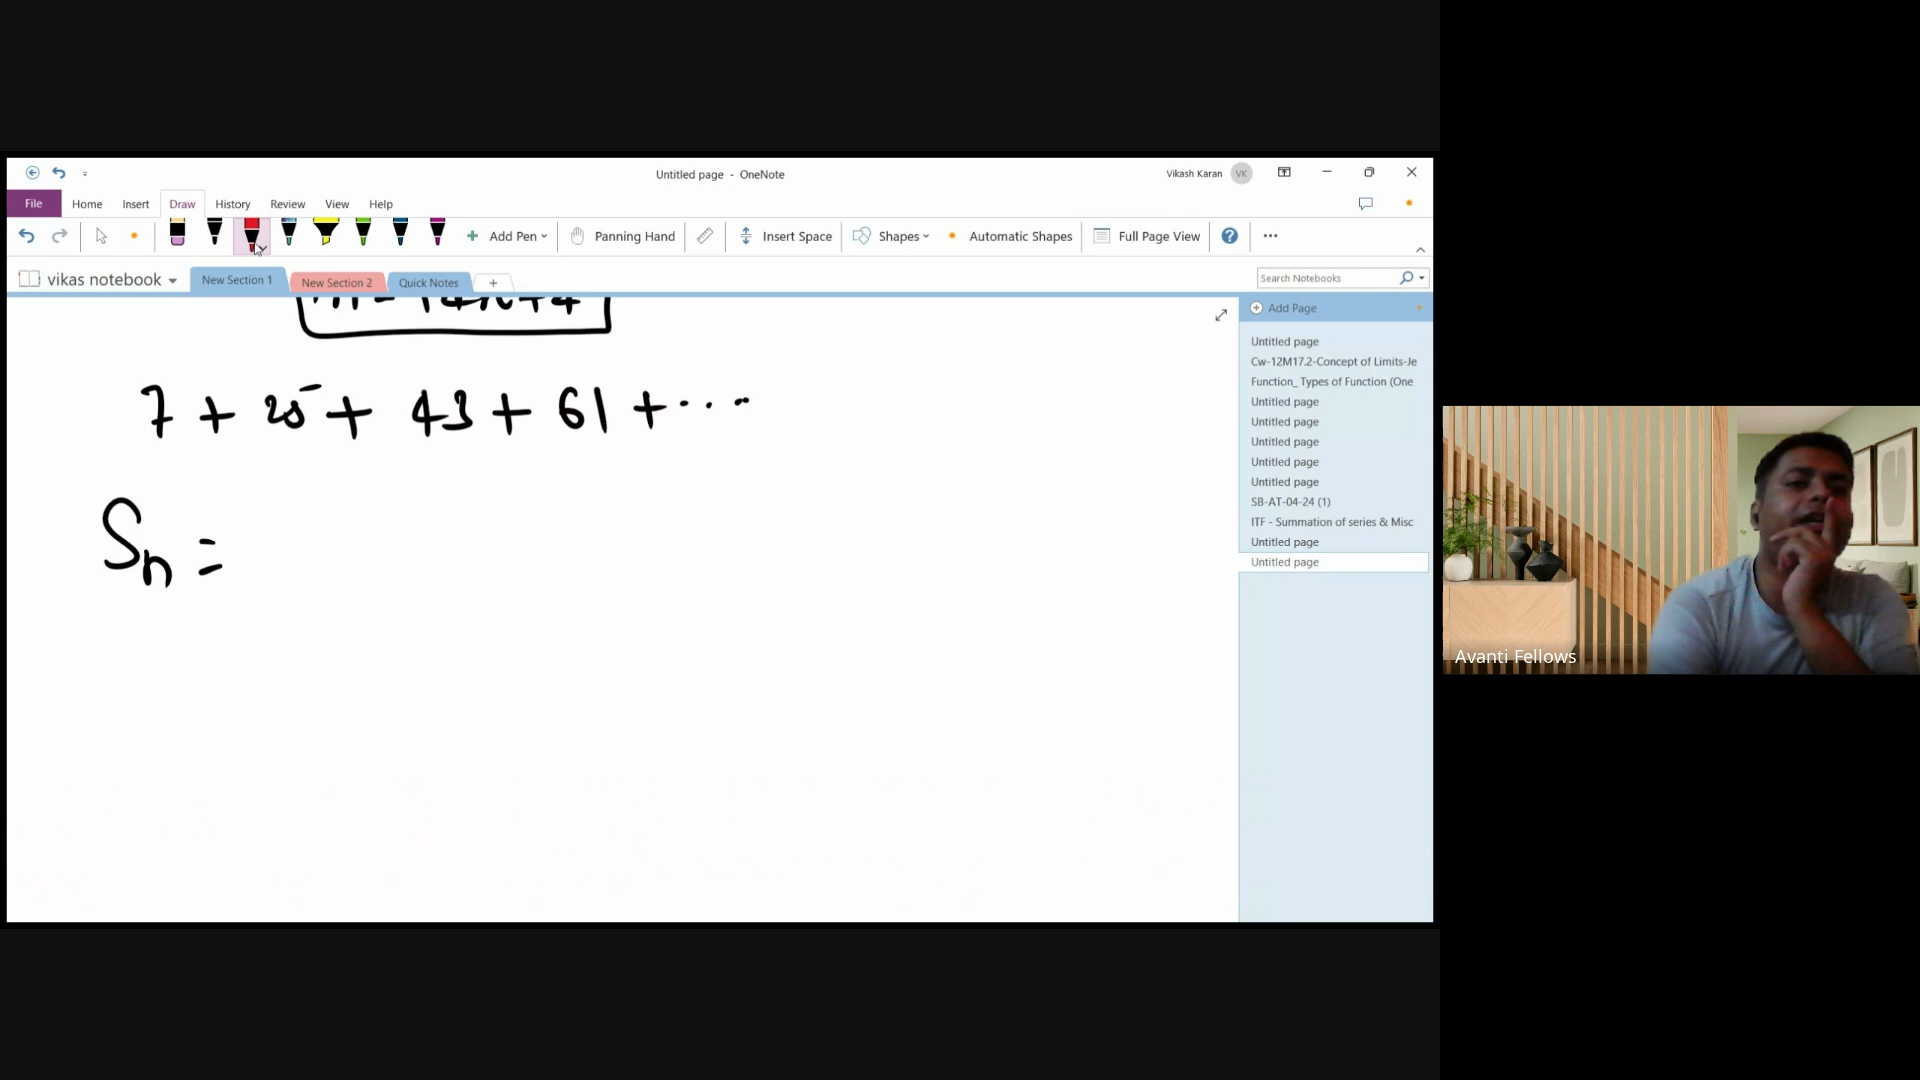 Untitled page - OneNote
Vikash Karan VK
File Home Insert Draw History Review View Help
Add Pen Panning Hand Insert Space Shapes Automatic Shapes Full Page View
vikas notebook New Section 1 New Section 2 Quick Notes + Search Notebooks
Add Page
Untitled page
Cw-12M17.2-Concept of Limits-Je
Function_ Types of Function (One
Untitled page
Untitled page
Untitled page
Untitled page
Untitled page
SB-AT-04-24 (1)
ITF - Summation of series & Misc
Untitled page
Untitled page
7 + 25 + 43 + 61 + ...
Sn =
Avanti Fellows